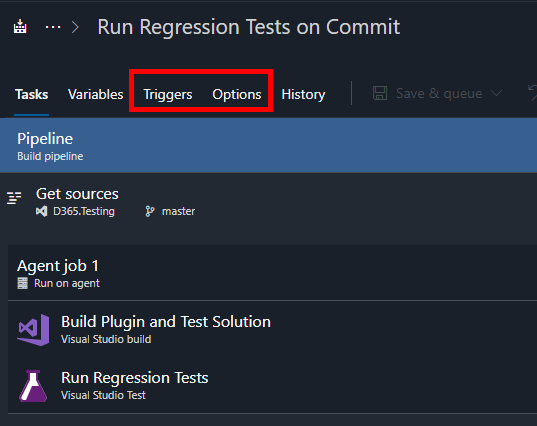 ... > Run Regression Tests on Commit
Tasks Variables Triggers Options History Save & queue
Pipeline
Build pipeline
Get sources
D365.Testing master
Agent job 1
Run on agent
Build Plugin and Test Solution
Visual Studio build
Run Regression Tests
Visual Studio Test